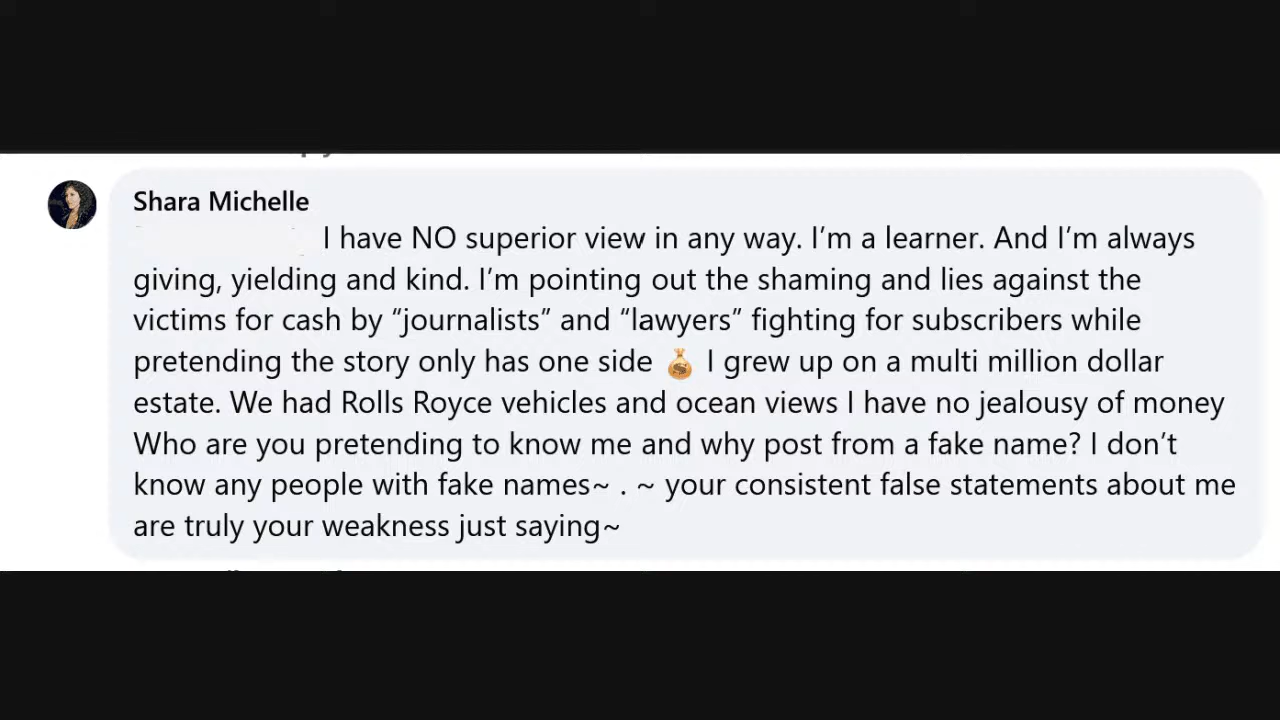 Shara Michelle
I have NO superior view in any way. I’m a learner. And I’m always
giving, yielding and kind. I’m pointing out the shaming and lies against the
victims for cash by “journalists” and “lawyers” fighting for subscribers while
pretending the story only has one side 💰 I grew up on a multi million dollar
estate. We had Rolls Royce vehicles and ocean views I have no jealousy of money
Who are you pretending to know me and why post from a fake name? I don’t
know any people with fake names~ . ~ your consistent false statements about me
are truly your weakness just saying~